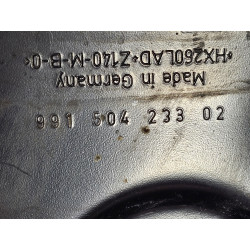 >HX260LAD+Z140-M-B-O<
Made in Germany
991 504 233 02